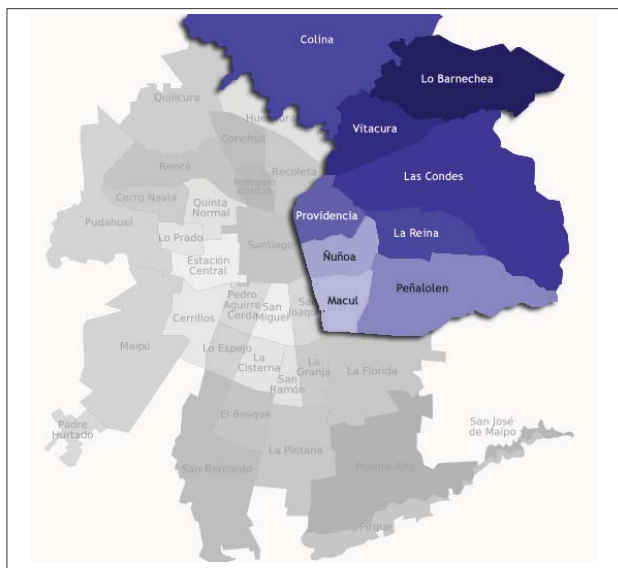 Colina
Lo Barnechea
Quilicura
Vitacura
Conchalí
Renca
Recoleta
Indepen
dencia
Las Condes
Cerro Navia
Quinta
Normal
Providencia
Pudahuel
La Reina
Lo Prado
Santiago
Ñuñoa
Estación
Central
Peñalolen
Pedro
Aguirre
Cerda
San
Miguel
San
Macul
Cerrillos
Maipú
Lo Espejo
La
Cisterna
La
Granja
La Florida
San
Ramón
El Bosque
Padre
Hurtado
San José
de Maipo
La Pintana
San Bernardo
Puente Alto
Pirque